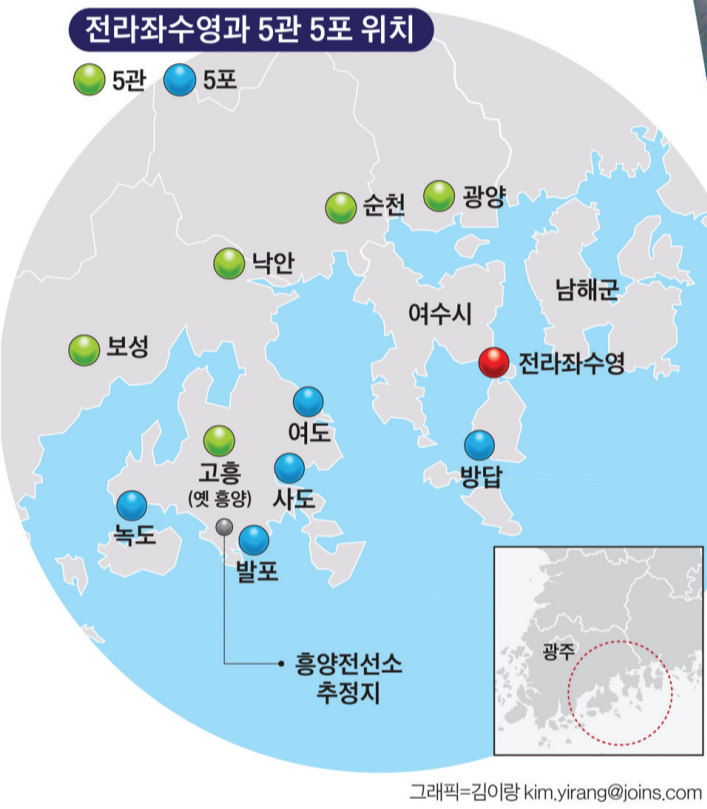 전라좌수영과 5관 5포 위치
5관 5포
순천
광양
낙안
여수시
남해군
보성
전라좌수영
여도
고흥
(옛 흥양)
사도
방답
녹도
발포
흥양전선소
추정지
광주
그래픽=김이랑 kim.yirang@joins.com